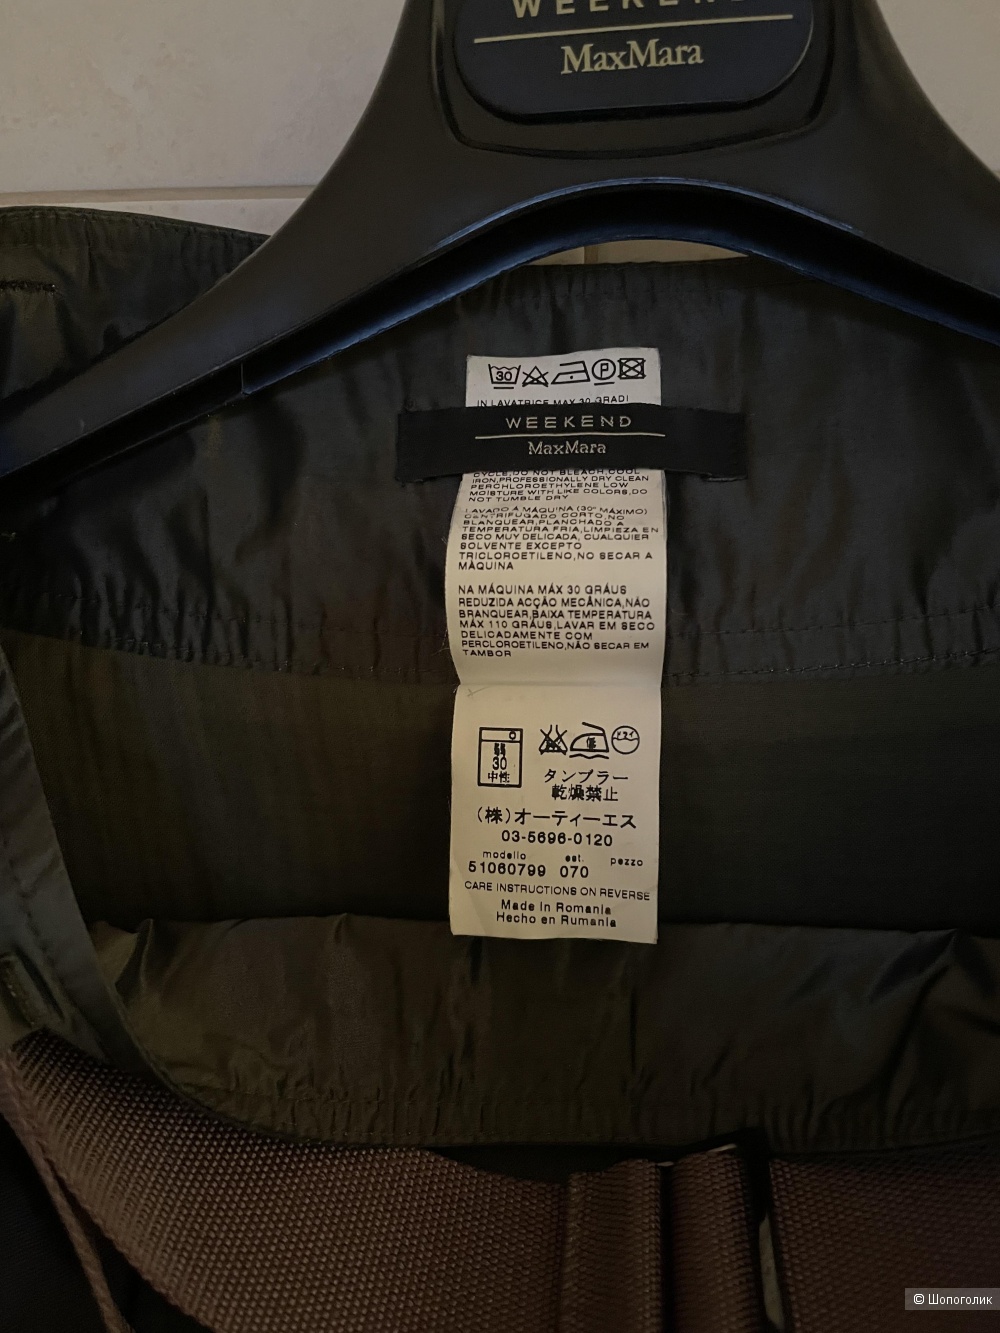 WEEKEND
MaxMara
30 P
IN LAVATRICE MAX 30 GRADI
WEEKEND
MaxMara
CYCLE DO NOT BLEACH COOL
IRON,PROFESSIONALLY DRY CLEAN
PERCHLOROETHYLENE LOW
MOISTURE WITH LIKE COLORS,DO
NOT TUMBLE DRY
LAVADO A MÁQUINA (30° MÁXIMO)
CENTRIFUGADO CORTO,NO
BLANQUEAR,PLANCHADO A
TEMPERATURA FRIA,LIMPIEZA EN
SECO MUY DELICADA, CUALQUIER
SOLVENTE EXCEPTO
TRICLOROETILENO,NO SECAR A
MÁQUINA
NA MÁQUINA MÁX 30 GRÁUS
REDUZIDA ACÇÃO MECÂNICA,NÃO
BRANQUEAR,BAIXA TEMPERATURA
MÁX 110 GRÁUS,LAVAR EM SECO
DELICADAMENTE COM
PERCLOROETILENO,NÃO SECAR EM
TAMBOR
弱
30
中性
低
タンブラー
乾燥禁止
(株)オーティーエス
03-5696-0120
modello est. pezzo
51060799 070
CARE INSTRUCTIONS ON REVERSE
Made in Romania
Hecho en Rumania
© Шопоголик